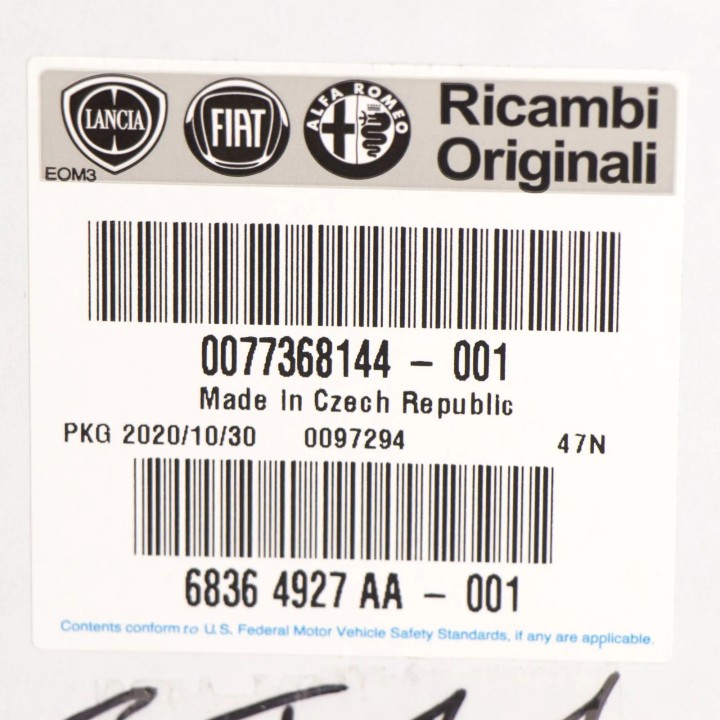 LANCIA FIAT ALFA ROMEO Ricambi
Originali
EOM3
0077368144 - 001
Made In Czech Republic
PKG 2020/10/30 0097294 47N
6836 4927 AA - 001
Contents conform to U.S. Federal Motor Vehicle Safety Standards, if any are applicable.